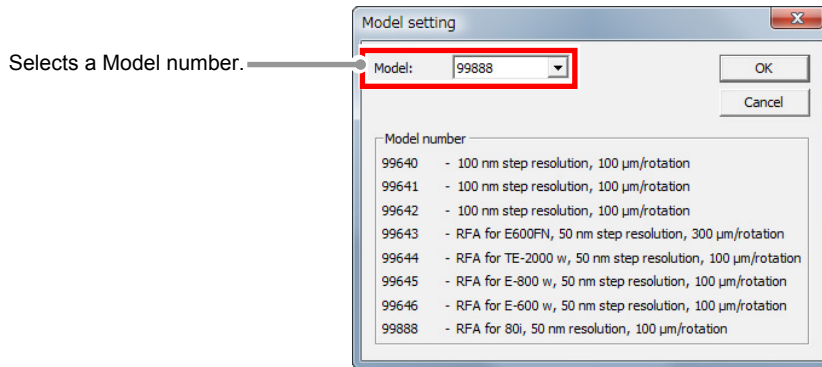 Model setting
Selects a Model number.
Model: 99888
OK
Cancel
Model number
99640 - 100 nm step resolution, 100 µm/rotation
99641 - 100 nm step resolution, 100 µm/rotation
99642 - 100 nm step resolution, 100 µm/rotation
99643 - RFA for E600FN, 50 nm step resolution, 300 µm/rotation
99644 - RFA for TE-2000 w, 50 nm step resolution, 100 µm/rotation
99645 - RFA for E-800 w, 50 nm step resolution, 100 µm/rotation
99646 - RFA for E-600 w, 50 nm step resolution, 100 µm/rotation
99888 - RFA for 80i, 50 nm resolution, 100 µm/rotation